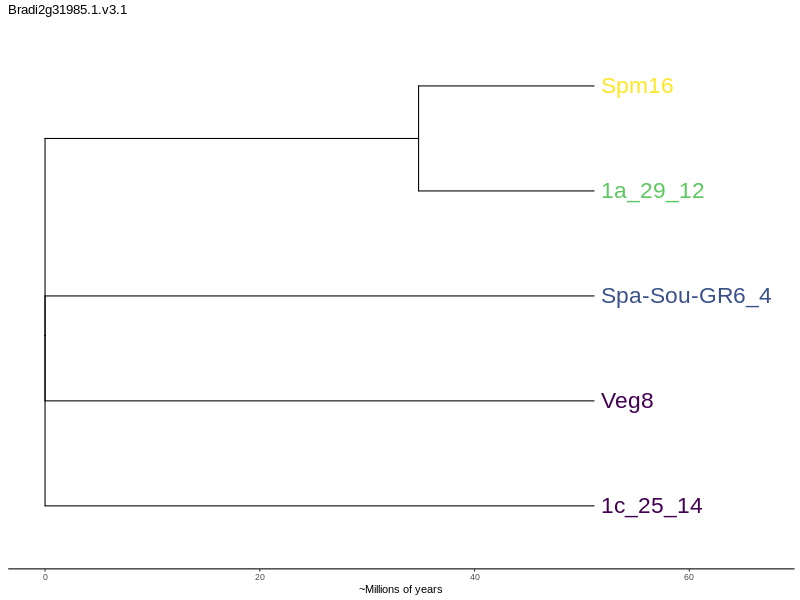 Bradi2g31985.1.v3.1
Spm16
1a_29_12
Spa-Sou-GR6_4
Veg8
1c_25_14
0 20 40 60
~Millions of years